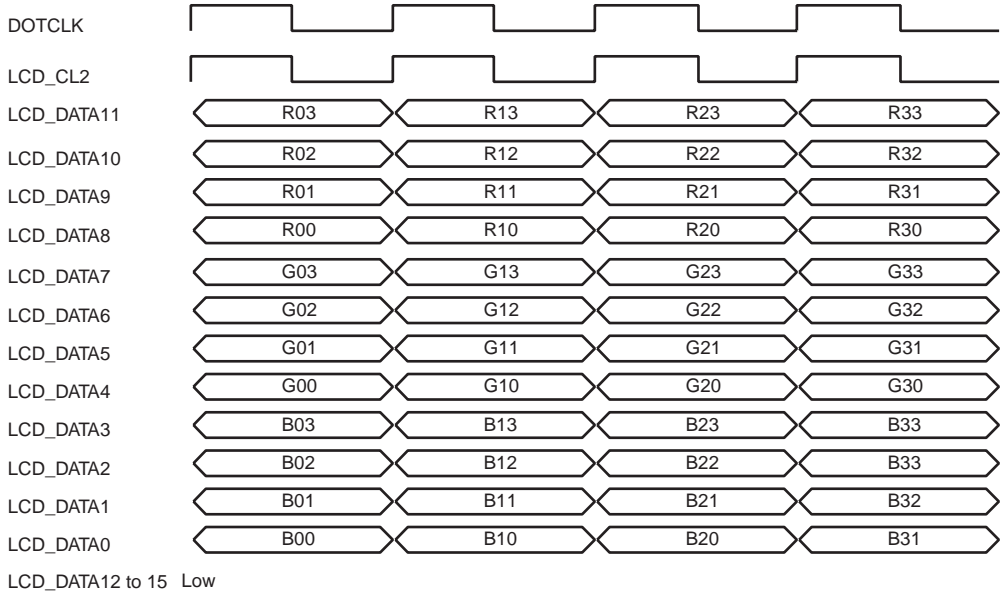 DOTCLK
LCD_CL2
LCD_DATA11 R03 R13 R23 R33
LCD_DATA10 R02 R12 R22 R32
LCD_DATA9 R01 R11 R21 R31
LCD_DATA8 R00 R10 R20 R30
LCD_DATA7 G03 G13 G23 G33
LCD_DATA6 G02 G12 G22 G32
LCD_DATA5 G01 G11 G21 G31
LCD_DATA4 G00 G10 G20 G30
LCD_DATA3 B03 B13 B23 B33
LCD_DATA2 B02 B12 B22 B33
LCD_DATA1 B01 B11 B21 B32
LCD_DATA0 B00 B10 B20 B31
LCD_DATA12 to 15 Low